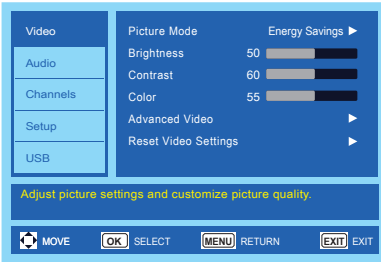 Video
Audio
Channels
Setup
USB
Picture Mode Energy Savings ▶
Brightness 50
Contrast 60
Color 55
Advanced Video ▶
Reset Video Settings ▶
Adjust picture settings and customize picture quality.
MOVE OK SELECT MENU RETURN EXIT EXIT